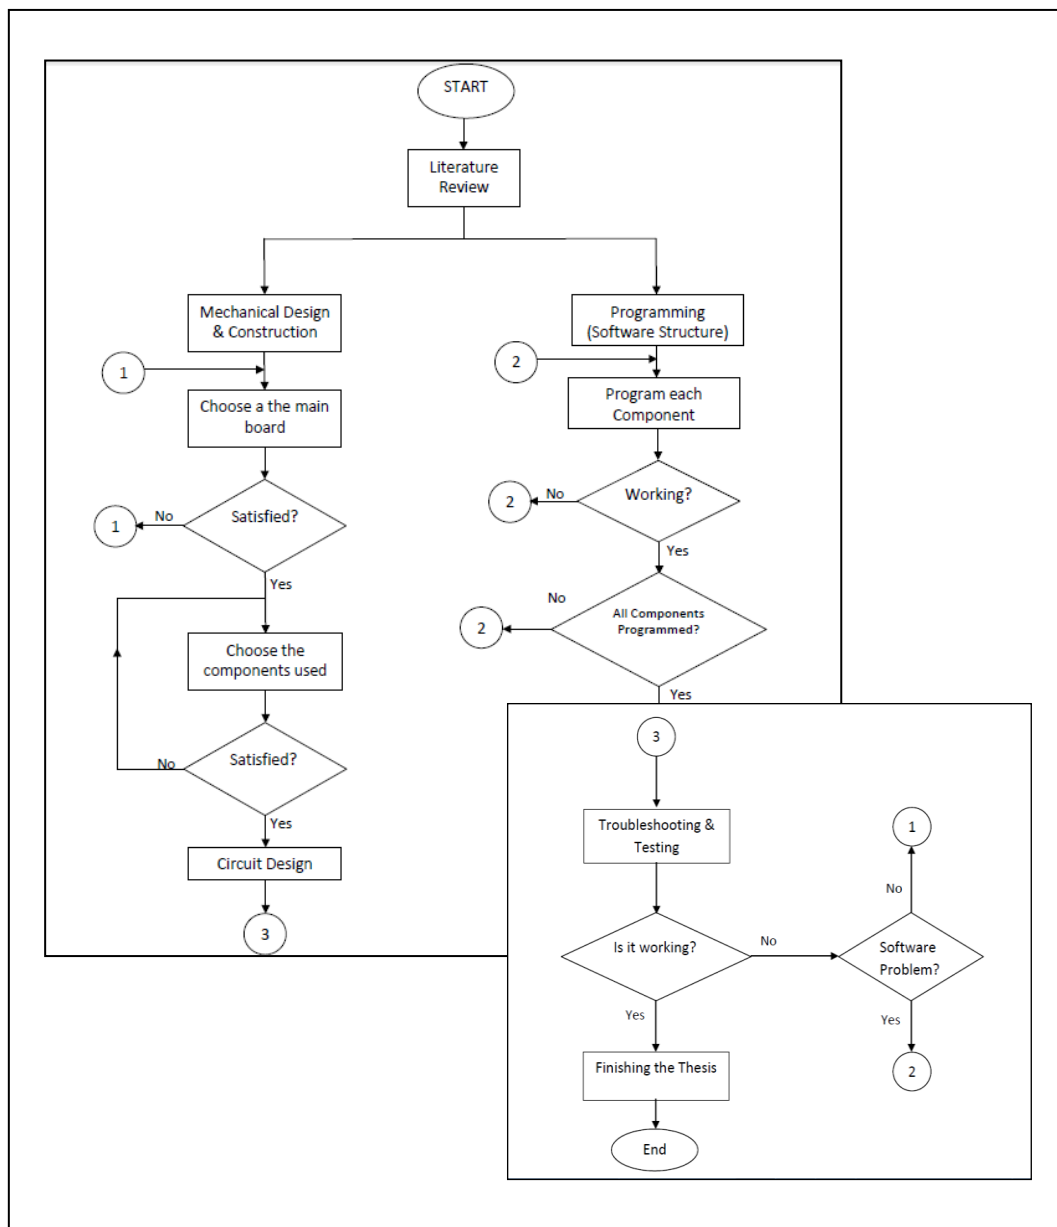 START
Literature
Review
Mechanical Design
& Construction
1
Choose a the main
board
Satisfied?
No
1
Yes
Choose the
components used
Satisfied?
No
Yes
Circuit Design
3
Programming
(Software Structure)
2
Program each
Component
Working?
No
2
Yes
All Components
Programmed?
No
2
Yes
3
Troubleshooting &
Testing
Is it working?
No
Software
Problem?
No
1
Yes
2
Yes
Finishing the Thesis
End